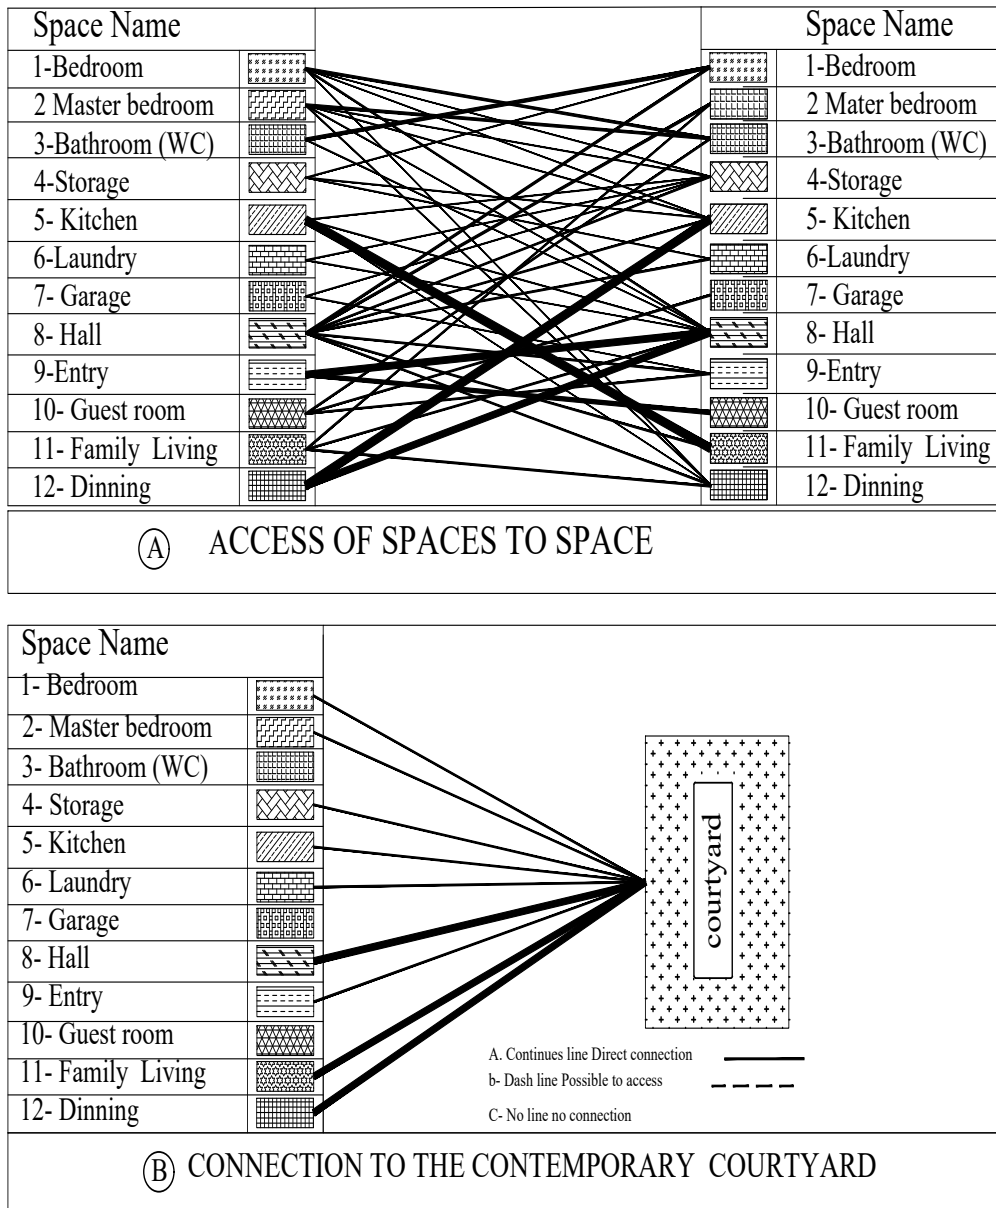 Space Name
1-Bedroom
2 Master bedroom
3-Bathroom (WC)
4-Storage
5- Kitchen
6-Laundry
7- Garage
8- Hall
9-Entry
10- Guest room
11- Family Living
12- Dinning
Space Name
1-Bedroom
2 Mater bedroom
3-Bathroom (WC)
4-Storage
5- Kitchen
6-Laundry
7- Garage
8- Hall
9-Entry
10- Guest room
11- Family Living
12- Dinning
A ACCESS OF SPACES TO SPACE
Space Name
1- Bedroom
2- Master bedroom
3- Bathroom (WC)
4- Storage
5- Kitchen
6- Laundry
7- Garage
8- Hall
9- Entry
10- Guest room
11- Family Living
12- Dinning
courtyard
A. Continues line Direct connection
b- Dash line Possible to access
C- No line no connection
B CONNECTION TO THE CONTEMPORARY COURTYARD